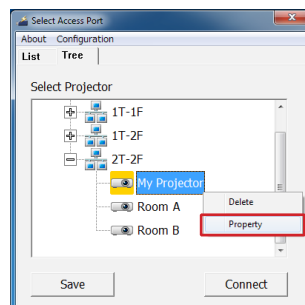 Select Access Port
About Configuration
List Tree
Select Projector
1T-1F
1T-2F
2T-2F
My Projector
Delete
Room A
Property
Room B
Save Connect